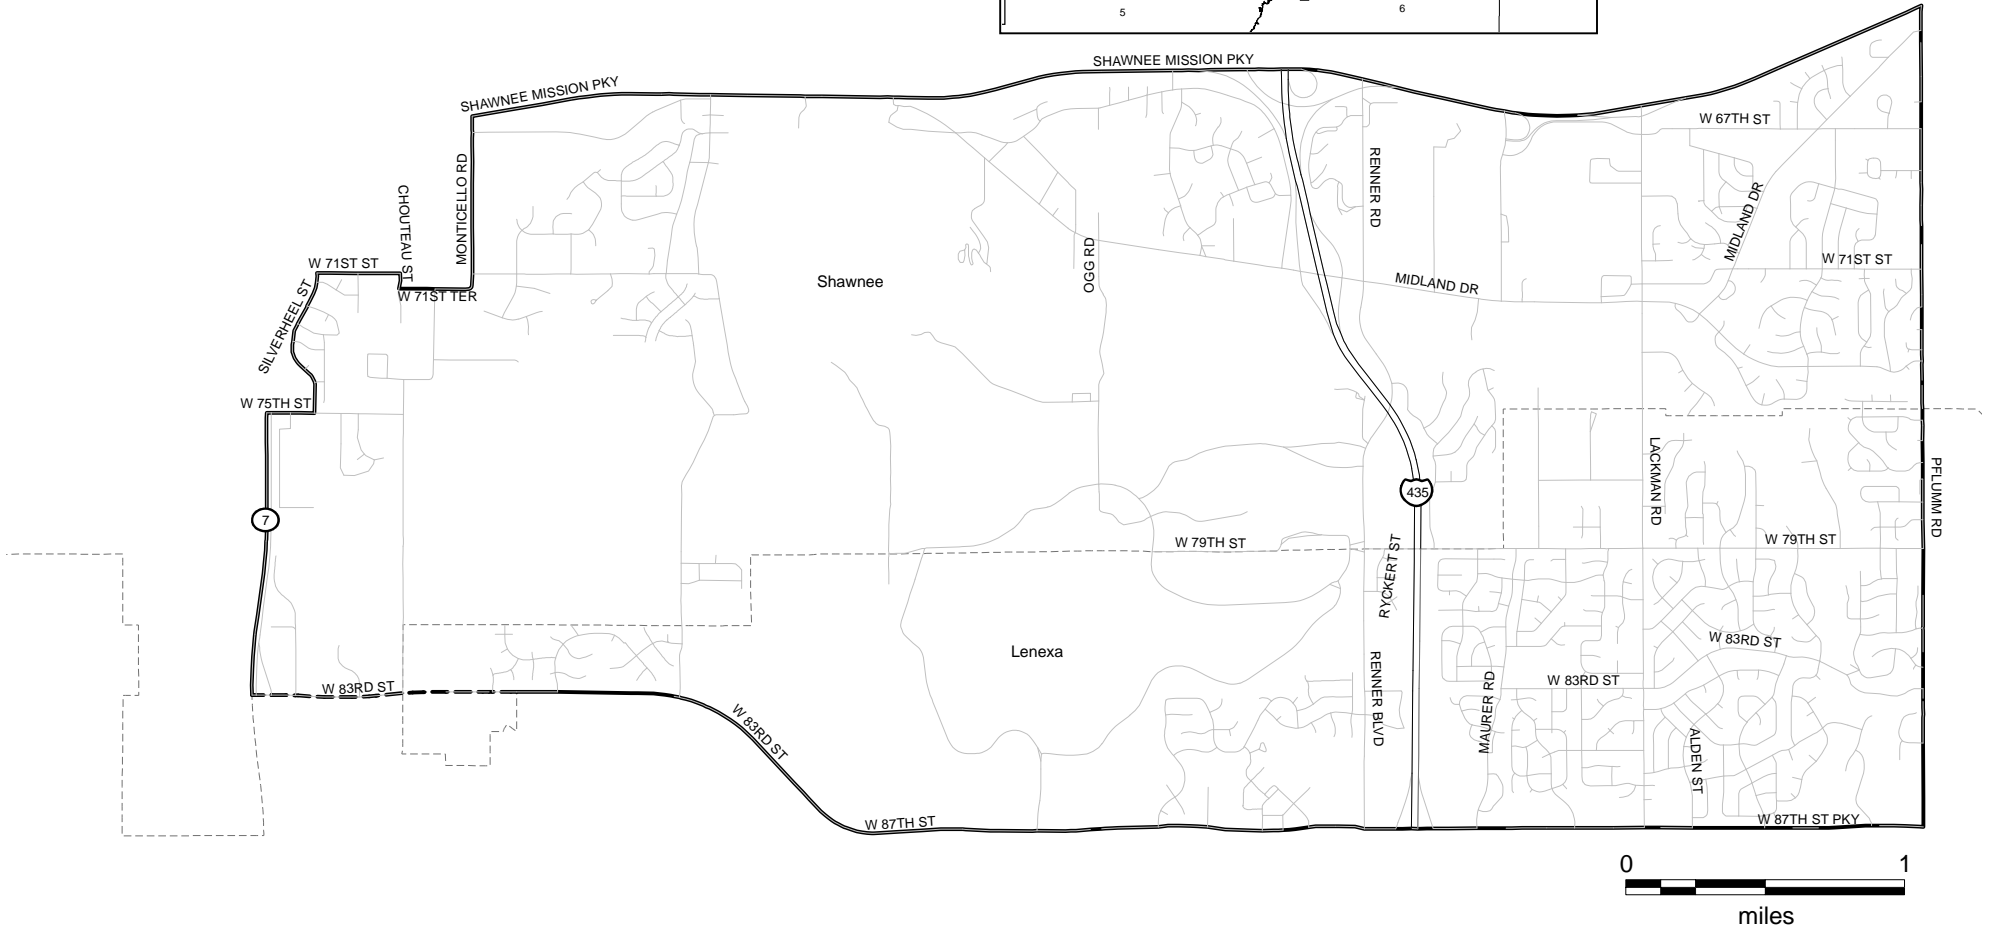 5
6
SHAWNEE MISSION PKY
SHAWNEE MISSION PKY
W 67TH ST
MONTICELLO RD
CHOUTEAU ST
RENNER RD
MIDLAND DR
OGG RD
W 71ST ST
W 71ST ST
W 71ST TER
Shawnee
MIDLAND DR
SILVERHEEL ST
W 75TH ST
LACKMAN RD
PFLUMM RD
435
7
W 79TH ST
W 79TH ST
RYCKERT ST
Lenexa
W 83RD ST
W 83RD ST
W 83RD ST
W 83RD ST
RENNER BLVD
MAURER RD
ALDEN ST
W 87TH ST
W 87TH ST PKY
0 1
miles